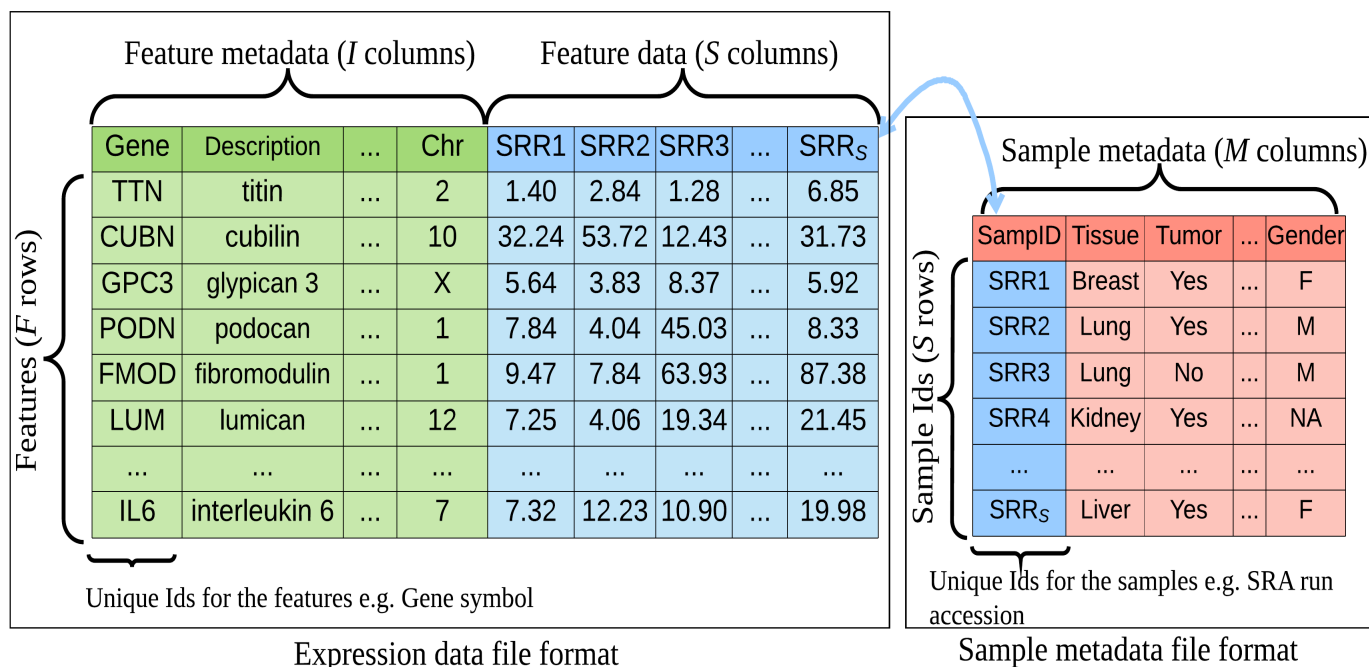 Feature metadata (I columns) Feature data (S columns)
Gene Description ... Chr SRR1 SRR2 SRR3 ... SRRS
TTN titin ... 2 1.40 2.84 1.28 ... 6.85
CUBN cubilin ... 10 32.24 53.72 12.43 ... 31.73
GPC3 glypican 3 ... X 5.64 3.83 8.37 ... 5.92
PODN podocan ... 1 7.84 4.04 45.03 ... 8.33
FMOD fibromodulin ... 1 9.47 7.84 63.93 ... 87.38
LUM lumican ... 12 7.25 4.06 19.34 ... 21.45
... ... ... ... ... ... ... ... ...
IL6 interleukin 6 ... 7 7.32 12.23 10.90 ... 19.98
Features (F rows)
Unique Ids for the features e.g. Gene symbol
Expression data file format
Sample metadata (M columns)
SampID Tissue Tumor ... Gender
SRR1 Breast Yes ... F
SRR2 Lung Yes ... M
SRR3 Lung No ... M
SRR4 Kidney Yes ... NA
... ... ... ... ...
SRRS Liver Yes ... F
Sample Ids (S rows)
Unique Ids for the samples e.g. SRA run
accession
Sample metadata file format